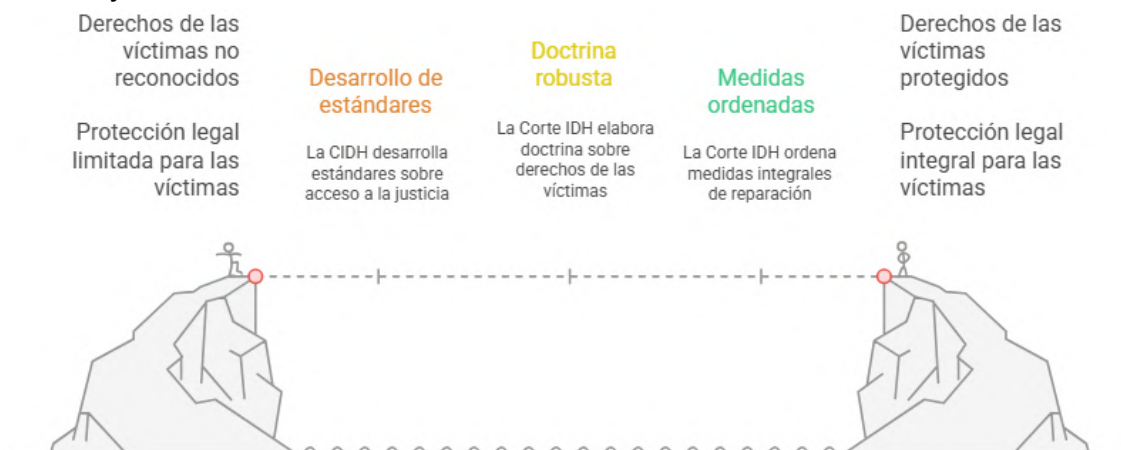 Derechos de las
víctimas no
reconocidos
Protección legal
limitada para las
víctimas
Desarrollo de
estándares
La CIDH desarrolla
estándares sobre
acceso a la justicia
Doctrina
robusta
La Corte IDH elabora
doctrina sobre
derechos de las
víctimas
Medidas
ordenadas
La Corte IDH ordena
medidas integrales
de reparación
Derechos de las
víctimas
protegidos
Protección legal
integral para las
víctimas